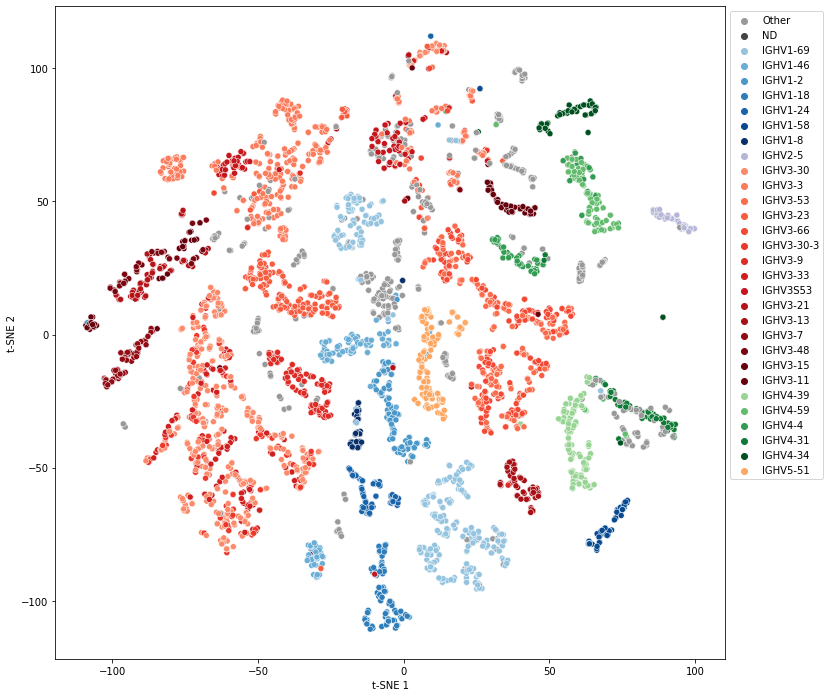 100
50
0
−50
−100
t-SNE 2
−100
−50
0
50
100
t-SNE 1
Other
ND
IGHV1-69
IGHV1-46
IGHV1-2
IGHV1-18
IGHV1-24
IGHV1-58
IGHV1-8
IGHV2-5
IGHV3-30
IGHV3-3
IGHV3-53
IGHV3-23
IGHV3-66
IGHV3-30-3
IGHV3-9
IGHV3-33
IGHV3S53
IGHV3-21
IGHV3-13
IGHV3-7
IGHV3-48
IGHV3-15
IGHV3-11
IGHV4-39
IGHV4-59
IGHV4-4
IGHV4-31
IGHV4-34
IGHV5-51